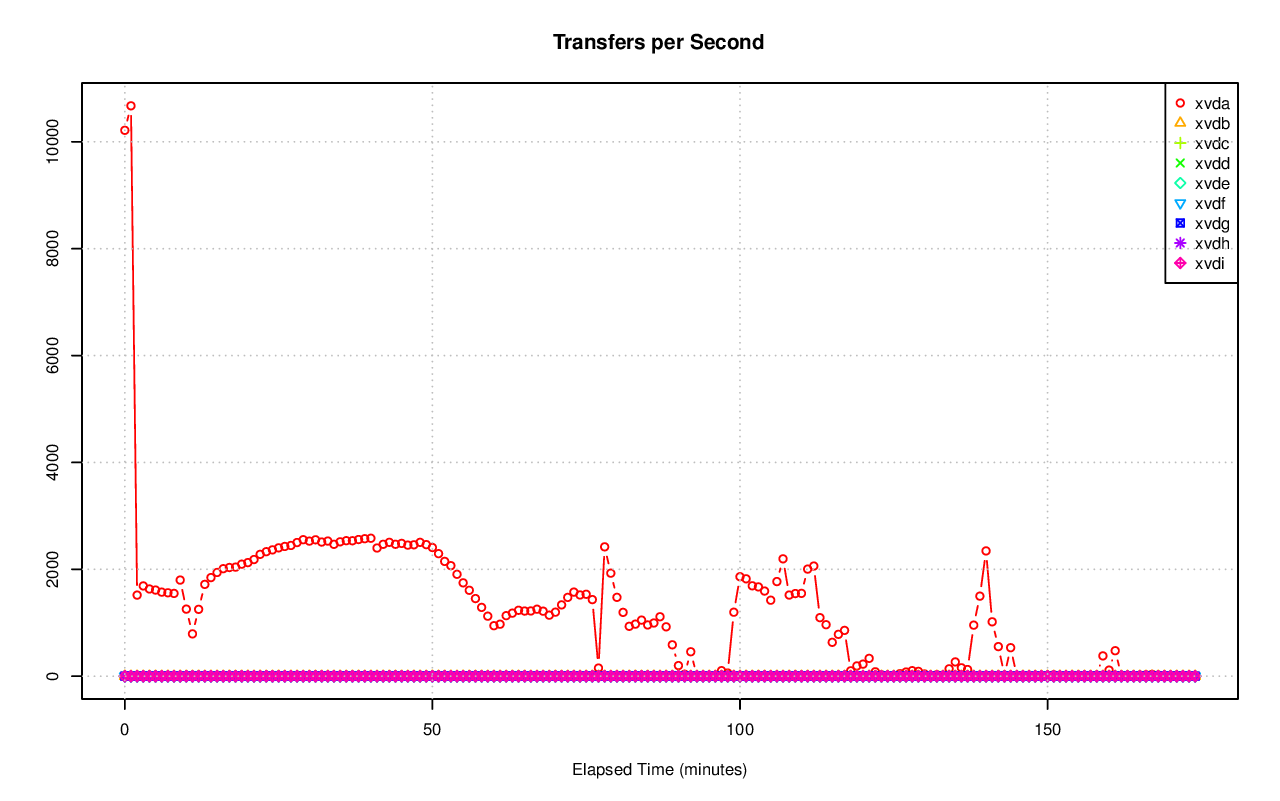 Transfers per Second
10000
8000
6000
4000
2000
0
0 50 100 150
Elapsed Time (minutes)
xvda
xvdb
xvdc
xvdd
xvde
xvdf
xvdg
xvdh
xvdi